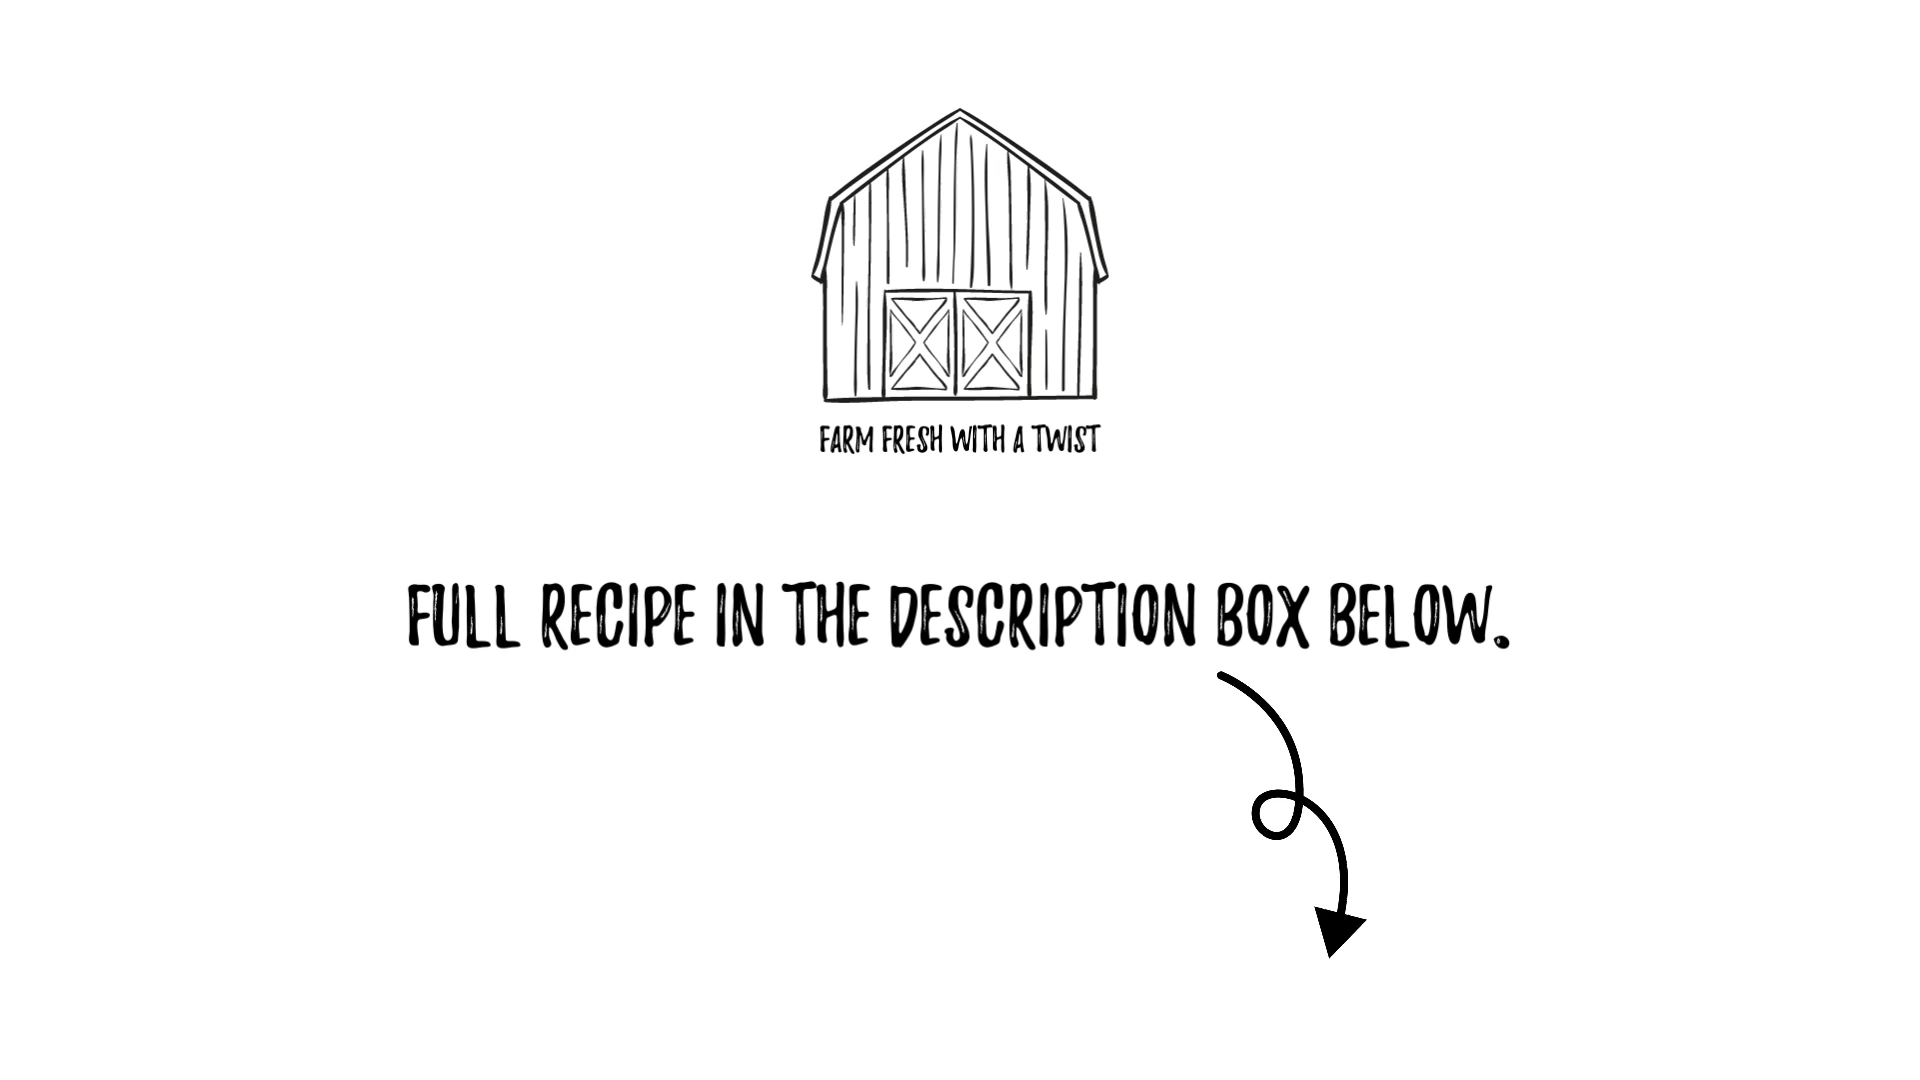 FARM FRESH WITH A TWIST
FULL RECIPE IN THE DESCRIPTION BOX BELOW.